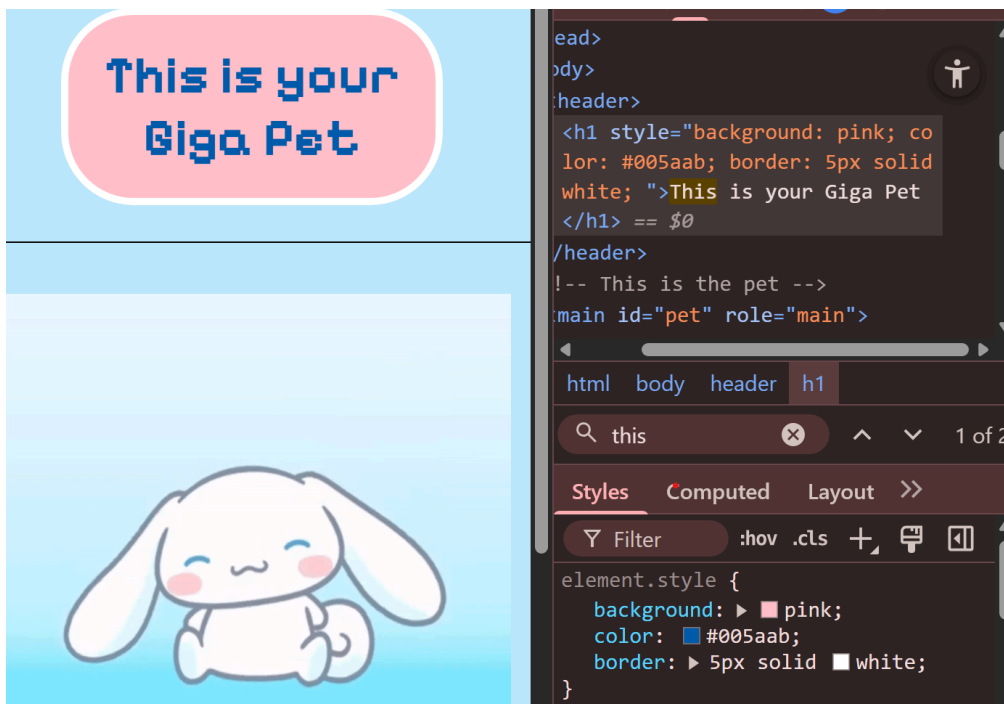 This is your
Giga Pet
ead>
ody>
header>
<h1 style="background: pink; co
lor: #005aab; border: 5px solid
white; ">This is your Giga Pet
</h1> == $0
/header>
!-- This is the pet -->
main id="pet" role="main">
html body header h1
this 1 of 2
Styles Computed Layout
Filter :hov .cls
element.style {
background: pink;
color: #005aab;
border: 5px solid white;
}